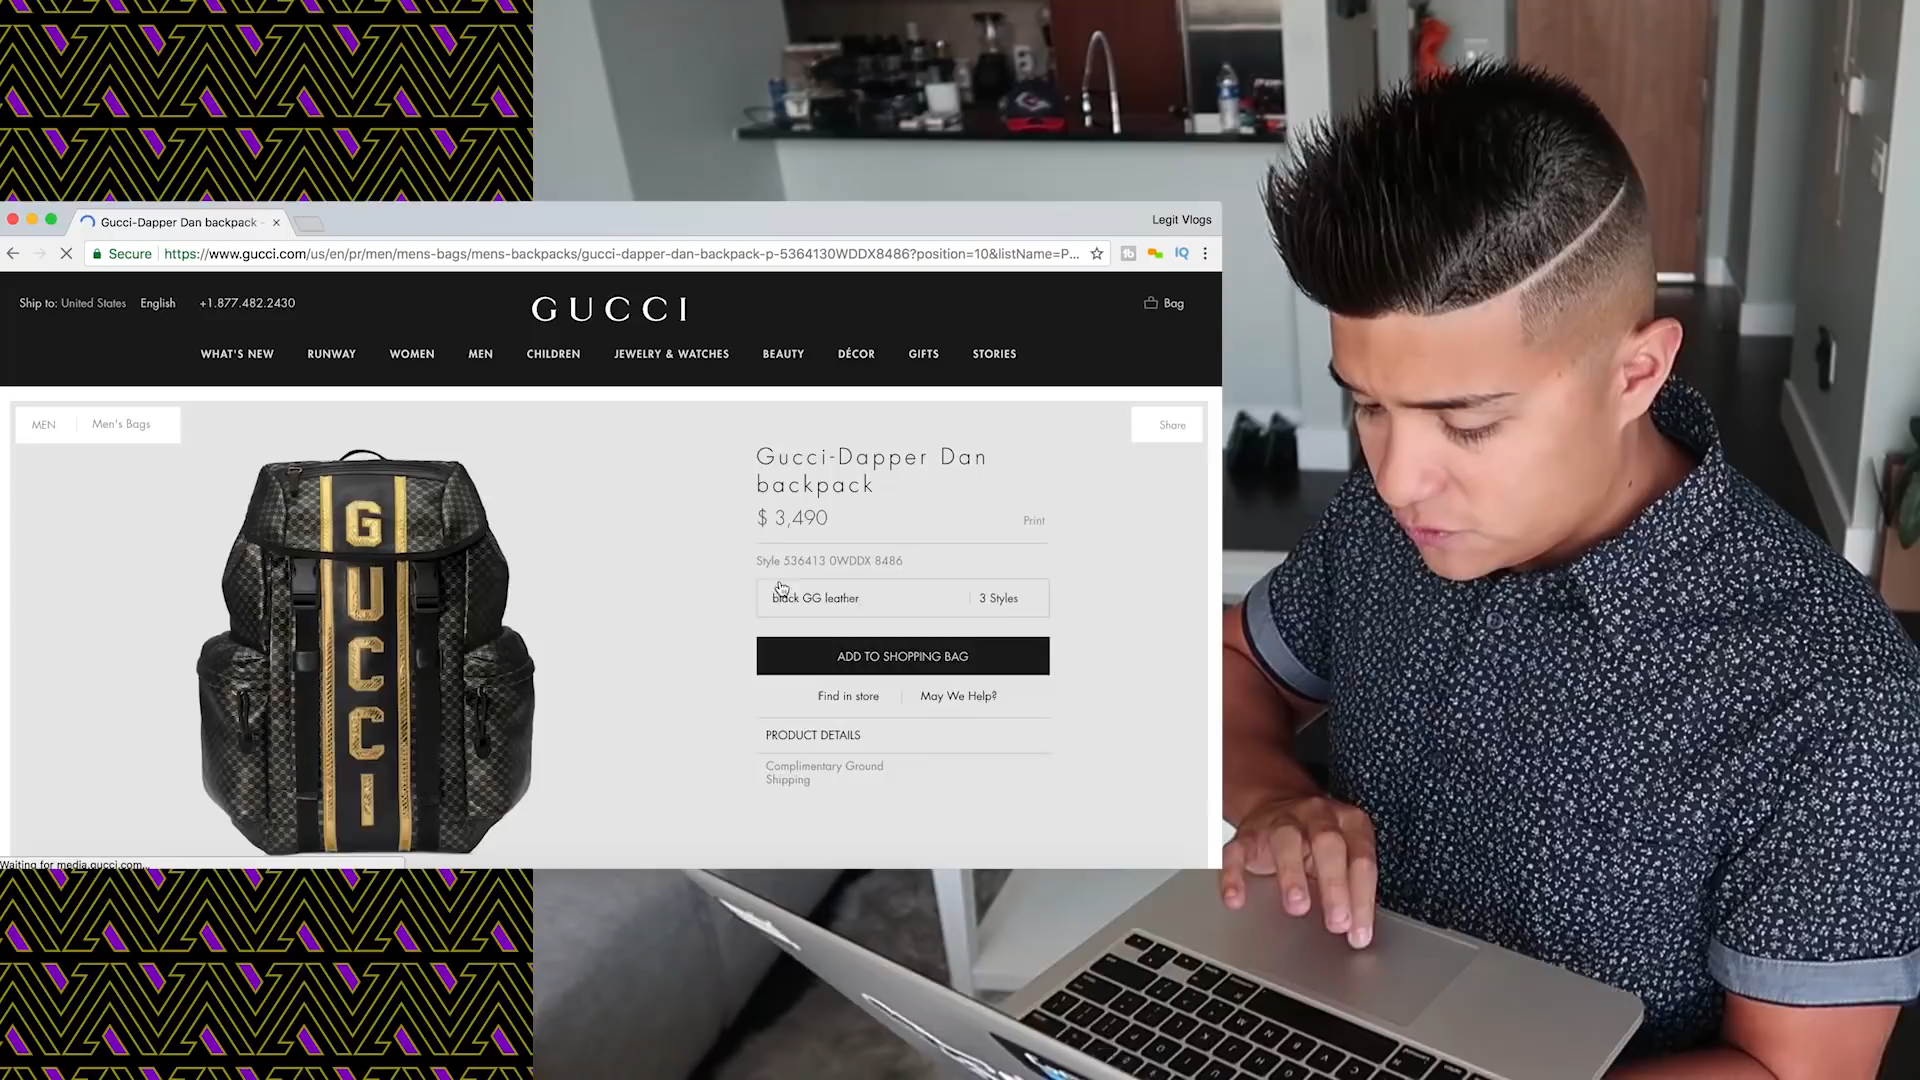 Gucci-Dapper Dan backpack -
Legit Vlogs
Secure
https://www.gucci.com/us/en/pr/men/mens-bags/mens-backpacks/gucci-dapper-dan-backpack-p-5364130WDDX8486?position=10&listName=P...
tb
IQ
Ship to: United States English +1.877.482.2430
GUCCI
Bag
WHAT'S NEW RUNWAY WOMEN MEN CHILDREN JEWELRY & WATCHES BEAUTY DÉCOR GIFTS STORIES
MEN Men's Bags
Share
GUCCI
Gucci-Dapper Dan
backpack
$ 3,490
Print
Style 536413 0WDDX 8486
black GG leather 3 Styles
ADD TO SHOPPING BAG
Find in store May We Help?
PRODUCT DETAILS
Complimentary Ground
Shipping
Waiting for media.gucci.com...